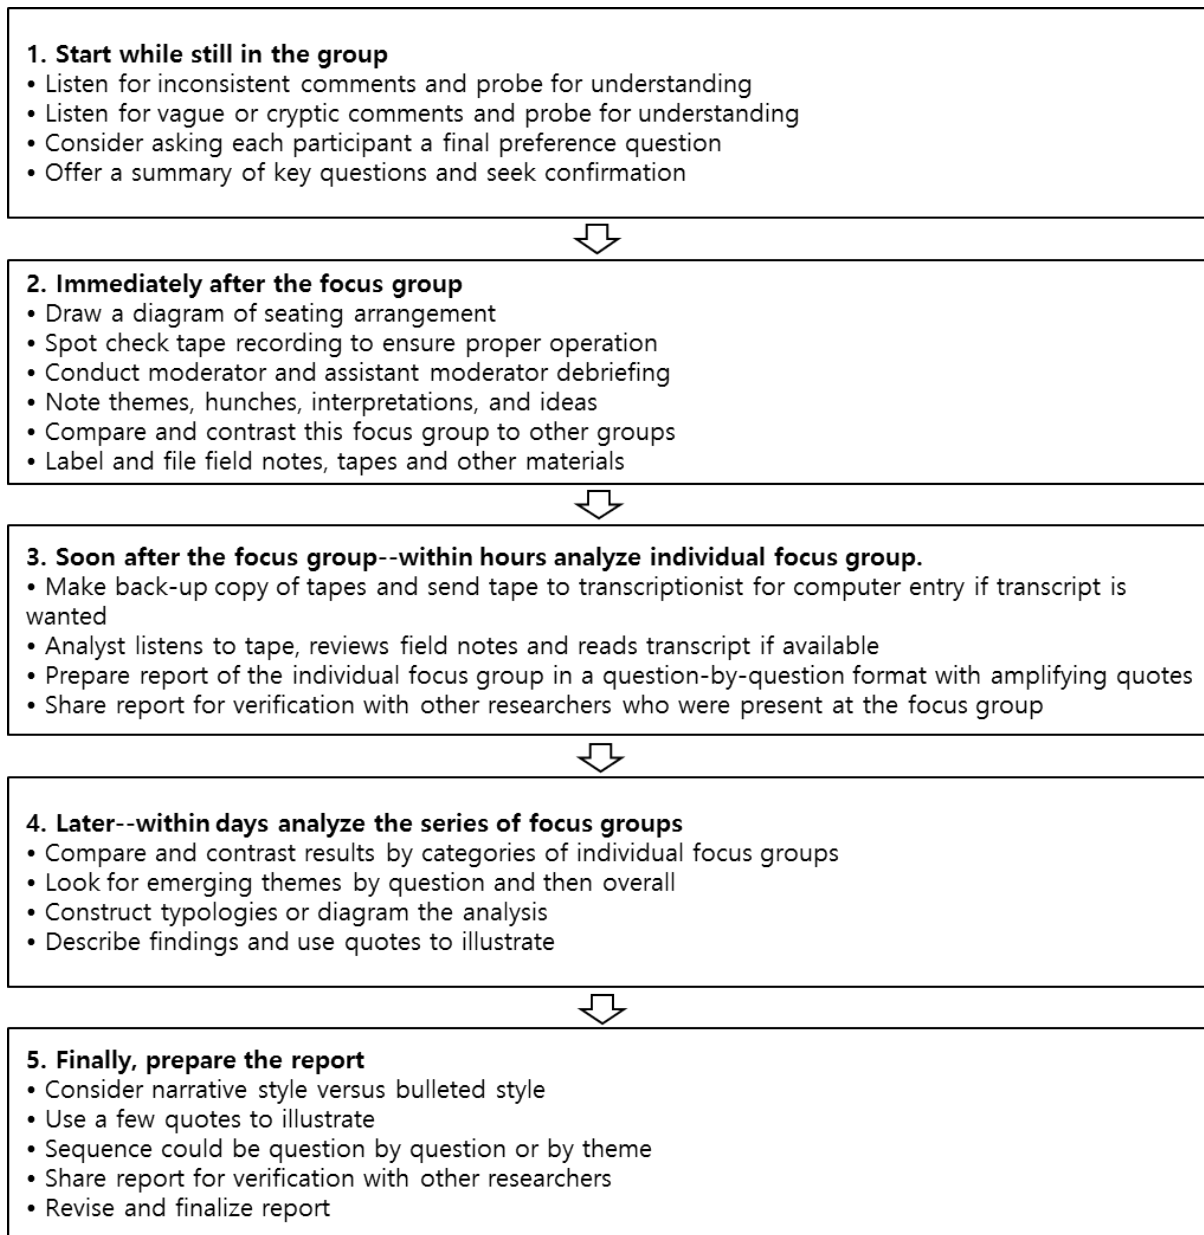 1. Start while still in the group
• Listen for inconsistent comments and probe for understanding
• Listen for vague or cryptic comments and probe for understanding
• Consider asking each participant a final preference question
• Offer a summary of key questions and seek confirmation
2. Immediately after the focus group
• Draw a diagram of seating arrangement
• Spot check tape recording to ensure proper operation
• Conduct moderator and assistant moderator debriefing
• Note themes, hunches, interpretations, and ideas
• Compare and contrast this focus group to other groups
• Label and file field notes, tapes and other materials
3. Soon after the focus group--within hours analyze individual focus group.
• Make back-up copy of tapes and send tape to transcriptionist for computer entry if transcript is
wanted
• Analyst listens to tape, reviews field notes and reads transcript if available
• Prepare report of the individual focus group in a question-by-question format with amplifying quotes
• Share report for verification with other researchers who were present at the focus group
4. Later--within days analyze the series of focus groups
• Compare and contrast results by categories of individual focus groups
• Look for emerging themes by question and then overall
• Construct typologies or diagram the analysis
• Describe findings and use quotes to illustrate
5. Finally, prepare the report
• Consider narrative style versus bulleted style
• Use a few quotes to illustrate
• Sequence could be question by question or by theme
• Share report for verification with other researchers
• Revise and finalize report